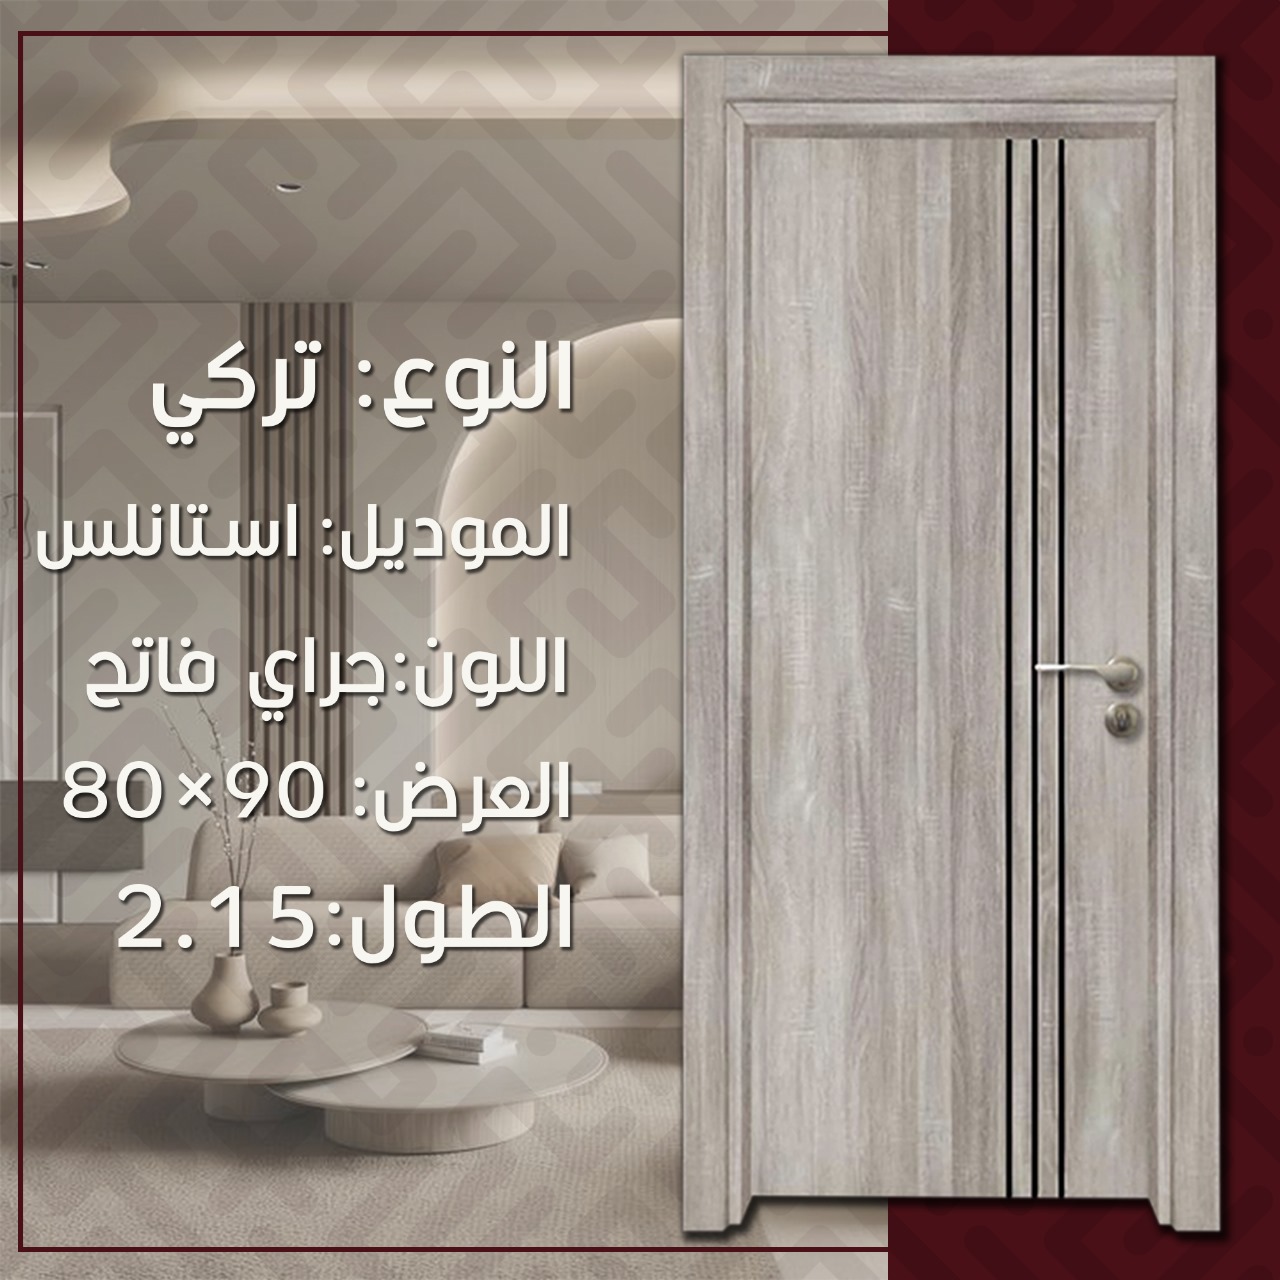 النوع: تركي
الموديل: استانلس
اللون:جراي فاتح
العرض: 90×80
الطول:2.15